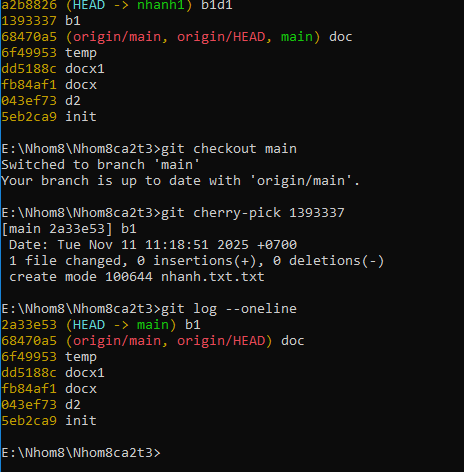 a2b8826 (HEAD -> nhanh1) b1d1
1393337 b1
68470a5 (origin/main, origin/HEAD, main) doc
6f49953 temp
dd5188c docx1
fb84af1 docx
043ef73 d2
5eb2ca9 init
E:\Nhom8\Nhom8ca2t3>git checkout main
Switched to branch 'main'
Your branch is up to date with 'origin/main'.
E:\Nhom8\Nhom8ca2t3>git cherry-pick 1393337
[main 2a33e53] b1
 Date: Tue Nov 11 11:18:51 2025 +0700
 1 file changed, 0 insertions(+), 0 deletions(-)
 create mode 100644 nhanh.txt.txt
E:\Nhom8\Nhom8ca2t3>git log --oneline
2a33e53 (HEAD -> main) b1
68470a5 (origin/main, origin/HEAD) doc
6f49953 temp
dd5188c docx1
fb84af1 docx
043ef73 d2
5eb2ca9 init
E:\Nhom8\Nhom8ca2t3>